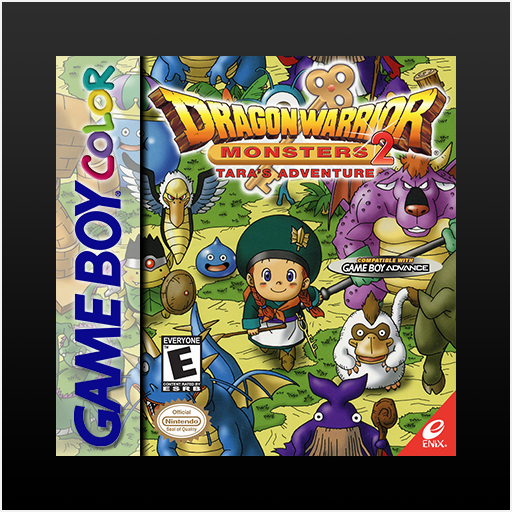 GAME BOY COLOR
DRAGON WARRIOR
MONSTERS 2
TARA'S ADVENTURE
COMPATIBLE WITH
GAME BOY ADVANCE
EVERYONE
E
CONTENT RATED BY
ESRB
Official
Nintendo
Seal of Quality
e
ENIX®